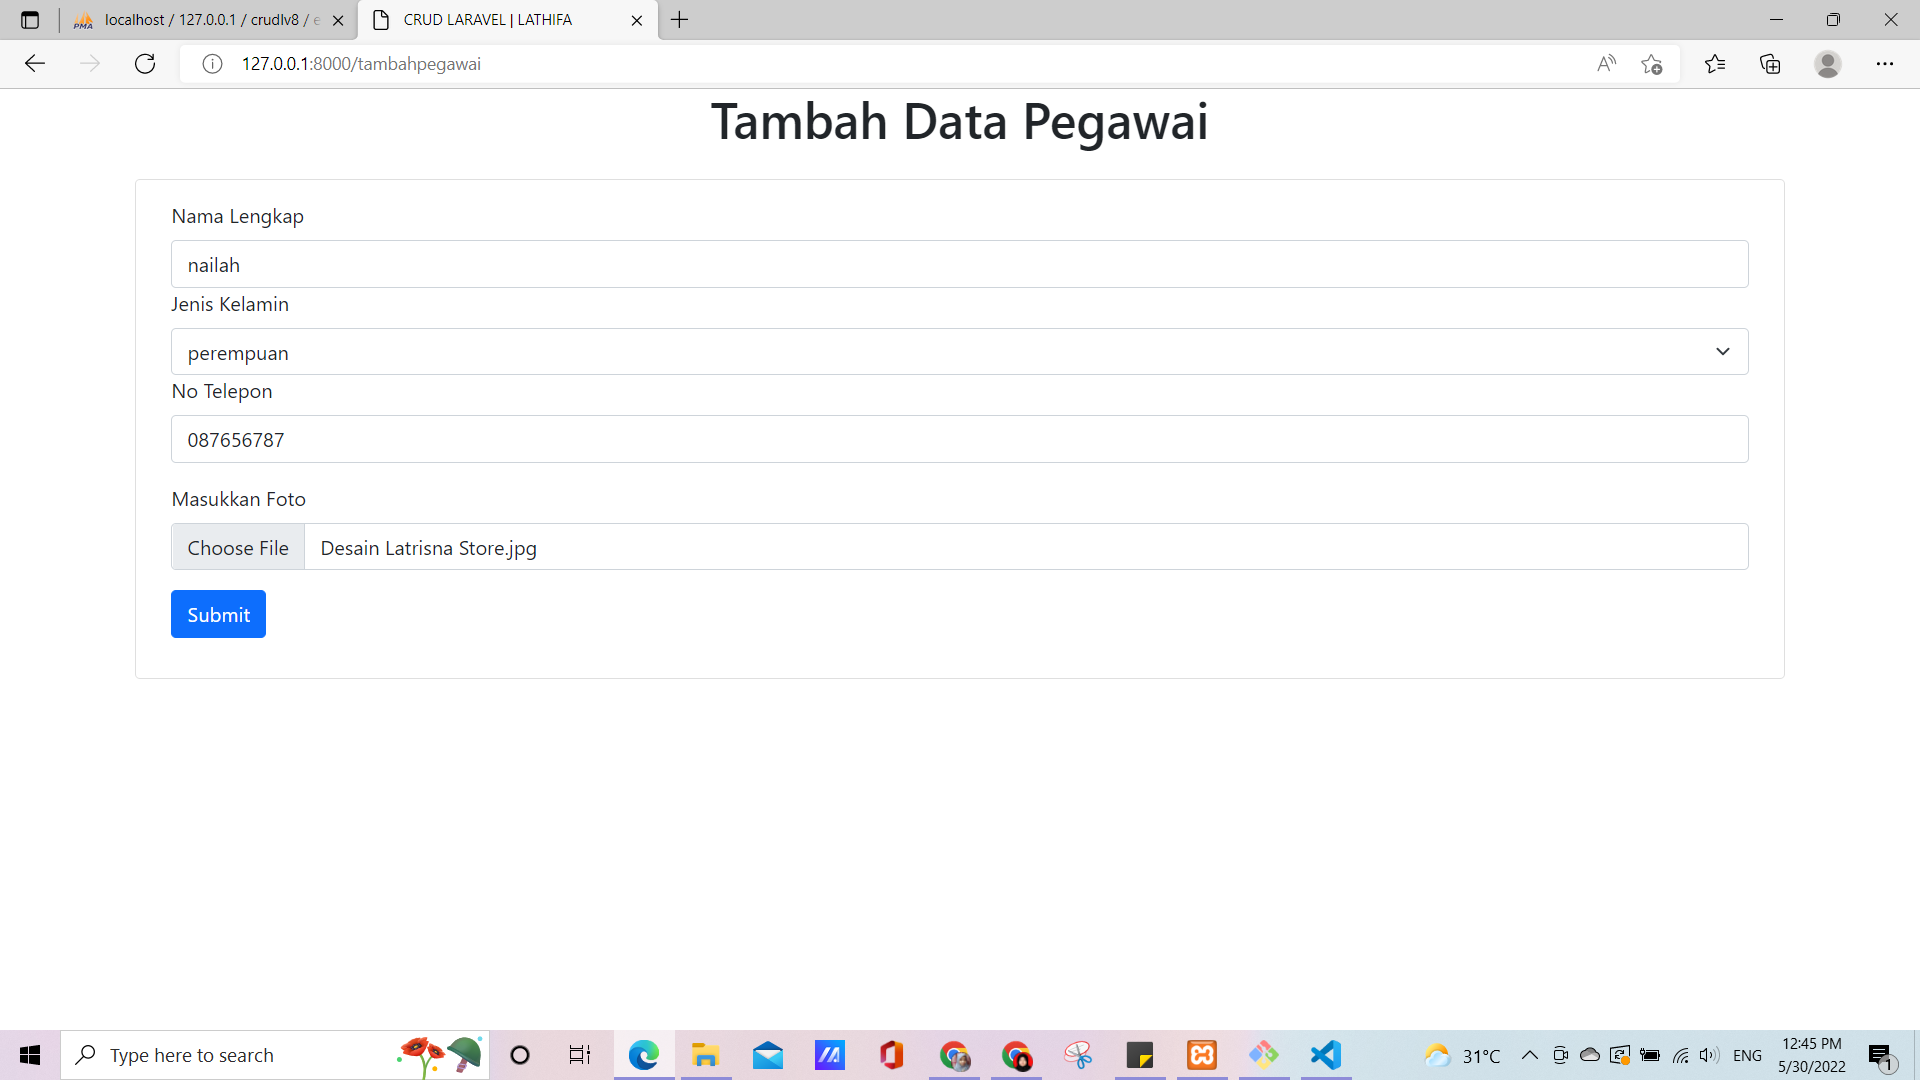 localhost / 127.0.0.1 / crudlv8 / e
CRUD LARAVEL | LATHIFA
127.0.0.1:8000/tambahpegawai
Tambah Data Pegawai
Nama Lengkap
nailah
Jenis Kelamin
perempuan
No Telepon
087656787
Masukkan Foto
Choose File Desain Latrisna Store.jpg
Submit
Type here to search
31°C
ENG
12:45 PM
5/30/2022
1